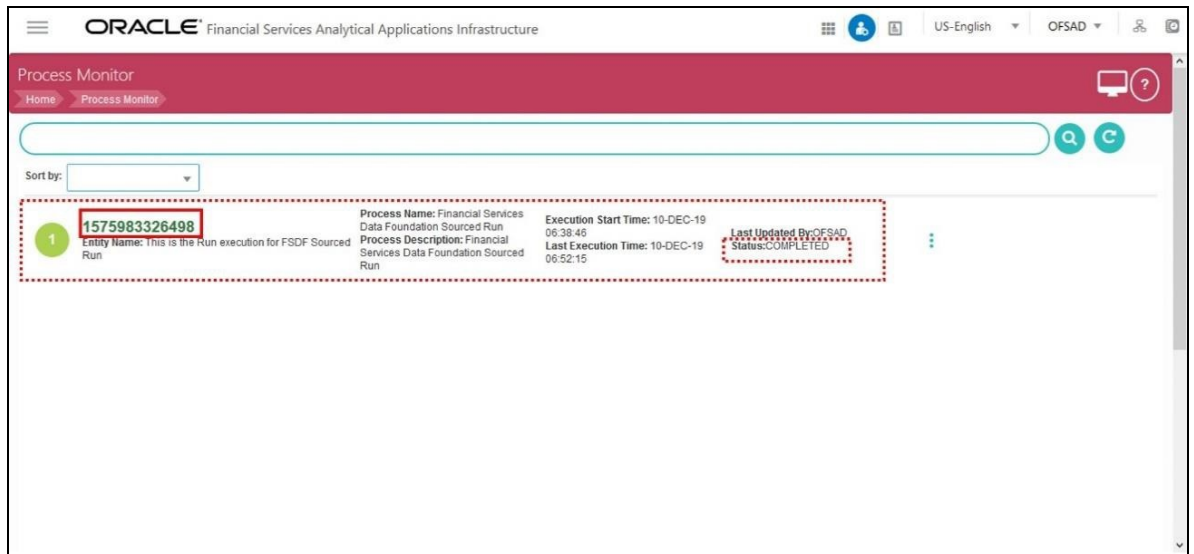 ORACLE® Financial Services Analytical Applications Infrastructure
US-English
OFSAD
Process Monitor
Home
Process Monitor
?
Sort by:
1
1575983326498
Entity Name: This is the Run execution for FSDF Sourced
Run
Process Name: Financial Services
Data Foundation Sourced Run
Process Description: Financial
Services Data Foundation Sourced
Run
Execution Start Time: 10-DEC-19
06:38:46
Last Execution Time: 10-DEC-19
06:52:15
Last Updated By:OFSAD
Status:COMPLETED